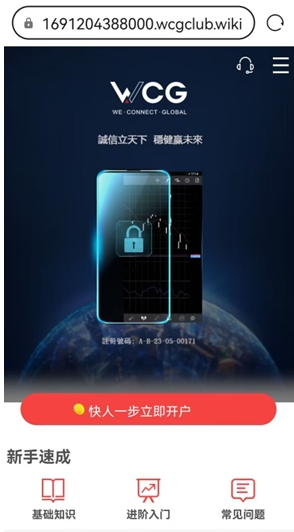 1691204388000.wcgclub.wiki
WCG
WE·CONNECT·GLOBAL
誠信立天下 穩健贏未來
註冊號碼: A-B-23-05-00171
快人一步立即开户
新手速成
基础知识
进阶入门
常见问题